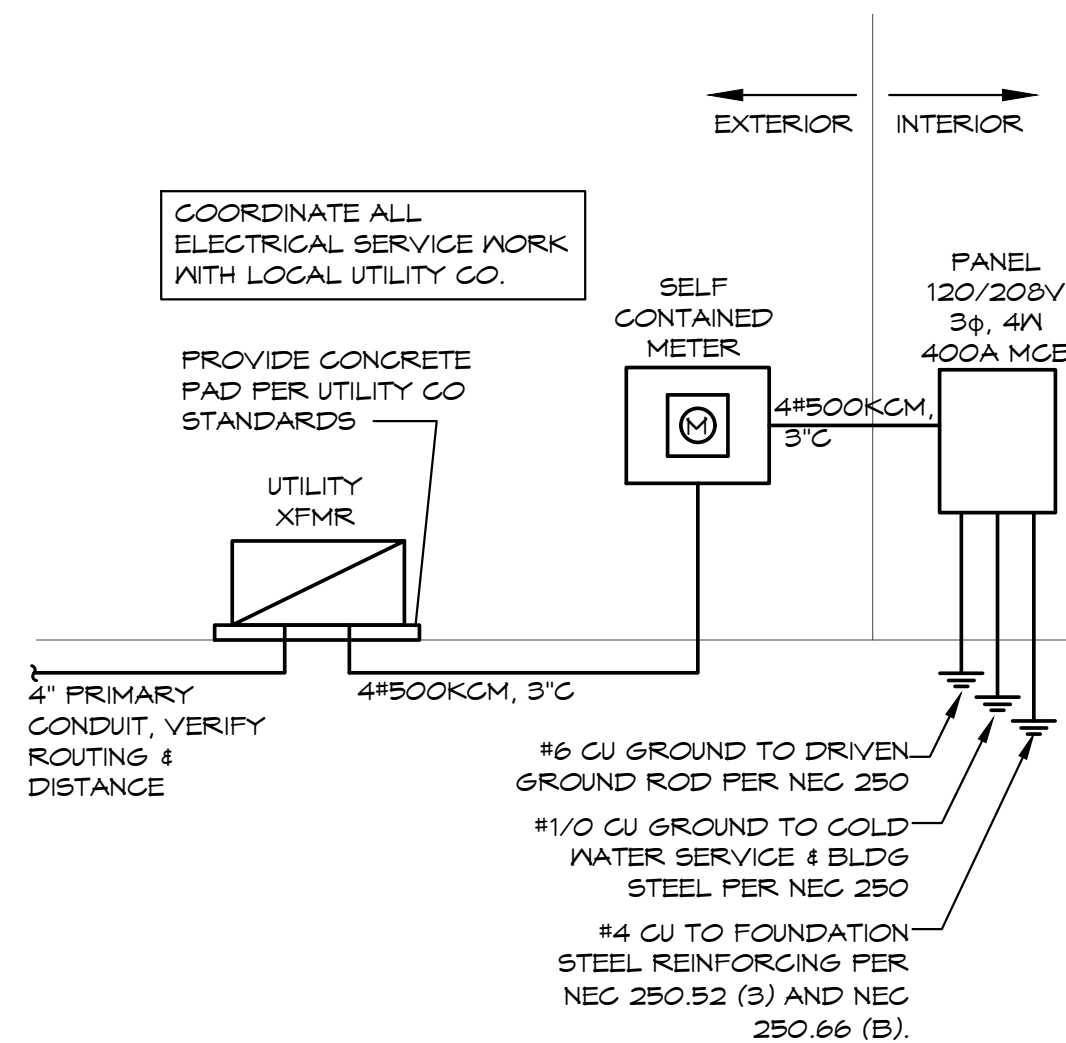 EXTERIOR
INTERIOR
COORDINATE ALL
ELECTRICAL SERVICE WORK
WITH LOCAL UTILITY CO.
PANEL
120/208V
3ϕ, 4W
400A MCB
SELF
CONTAINED
METER
M
4#500KCM,
3"C
PROVIDE CONCRETE
PAD PER UTILITY CO
STANDARDS
UTILITY
XFMR
4" PRIMARY
CONDUIT, VERIFY
ROUTING &
DISTANCE
4#500KCM, 3"C
#6 CU GROUND TO DRIVEN
GROUND ROD PER NEC 250
#1/0 CU GROUND TO COLD
WATER SERVICE & BLDG
STEEL PER NEC 250
#4 CU TO FOUNDATION
STEEL REINFORCING PER
NEC 250.52 (3) AND NEC
250.66 (B).